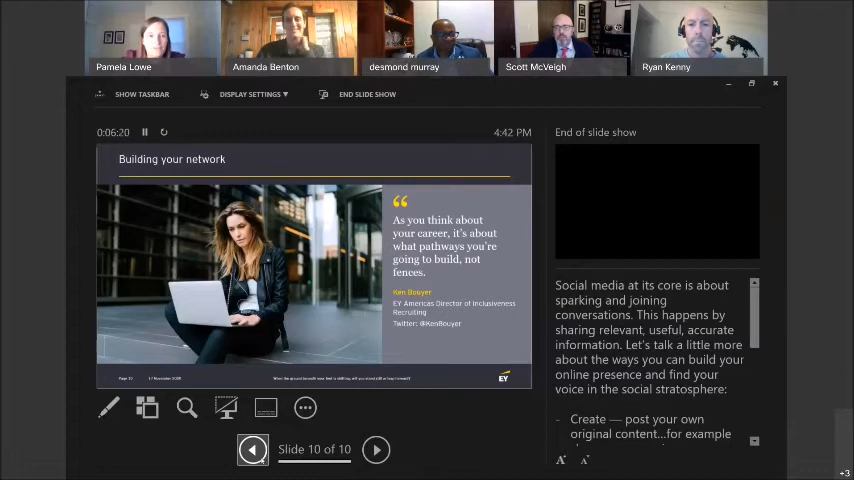 Pamela Lowe
Amanda Benton
desmond murray
Scott McVeigh
Ryan Kenny
SHOW TASKBAR
DISPLAY SETTINGS ▼
END SLIDE SHOW
0:06:20
4:42 PM
End of slide show
Building your network
“
As you think about
your career, it's about
what pathways you're
going to build, not
fences.
Ken Bouyer
EY Americas Director of Inclusiveness
Recruiting
Twitter: @KenBouyer
Page 10
EY
Social media at its core is about
sparking and joining
conversations. This happens by
sharing relevant, useful, accurate
information. Let's talk a little more
about the ways you can build your
online presence and find your
voice in the social stratosphere:
- Create — post your own
original content...for example
Slide 10 of 10
A A
+3